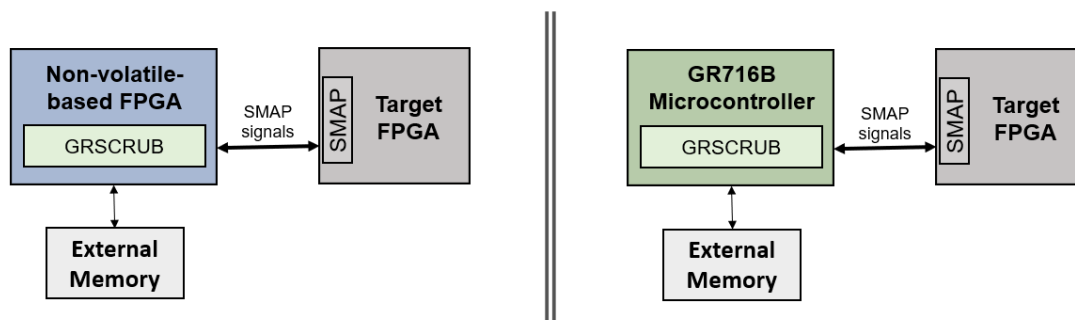 Non-volatile-
based FPGA
GRSCRUB
SMAP
signals
SMAP
Target
FPGA
External
Memory
GR716B
Microcontroller
GRSCRUB
SMAP
signals
SMAP
Target
FPGA
External
Memory